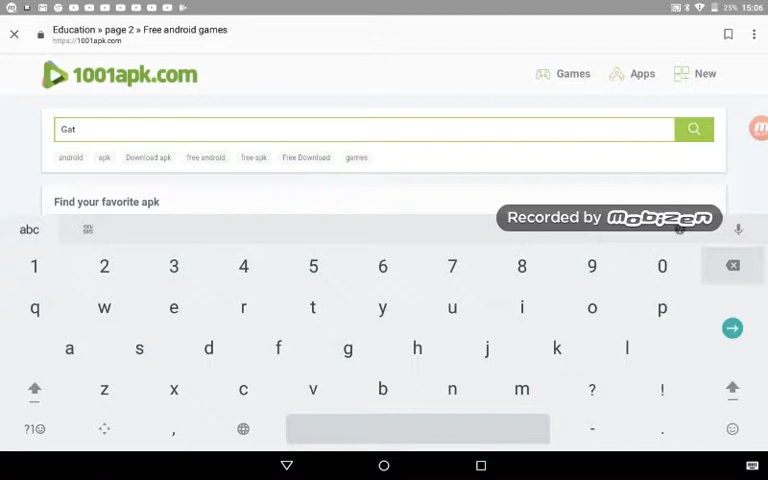 25% 15:06
Education » page 2 » Free android games
https://1001apk.com
1001apk.com
Games Apps New
Gat
android apk Download apk free android free apk Free Download games
Find your favorite apk
Recorded by mobizen
abc
1 2 3 4 5 6 7 8 9 0
q w e r t y u i o p
a s d f g h j k l
z x c v b n m ? !
?1☺ , - .